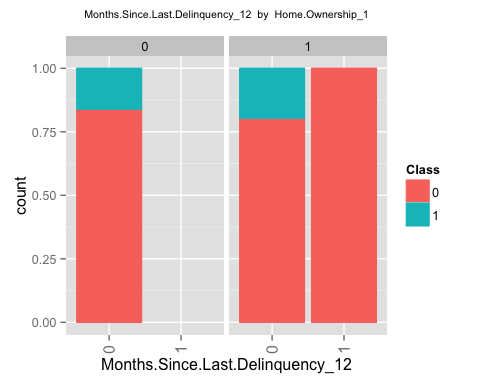 Months.Since.Last.Delinquency_12 by Home.Ownership_1
0 1
1.00
0.75
0.50
0.25
0.00
count
0 1 0 1
Months.Since.Last.Delinquency_12
Class
0
1